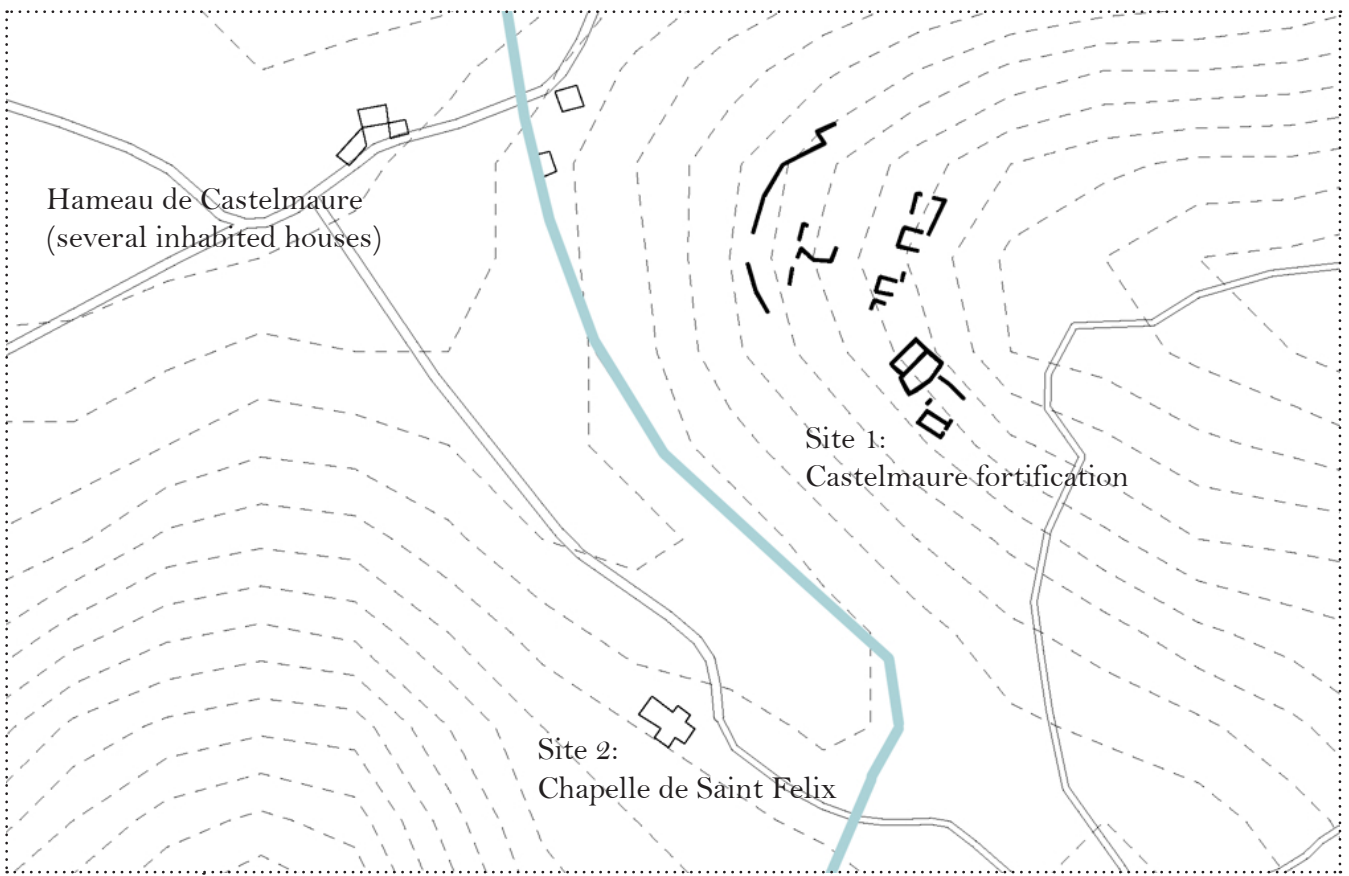 Hameau de Castelmaure
(several inhabited houses)
Site 1:
Castelmaure fortification
Site 2:
Chapelle de Saint Felix